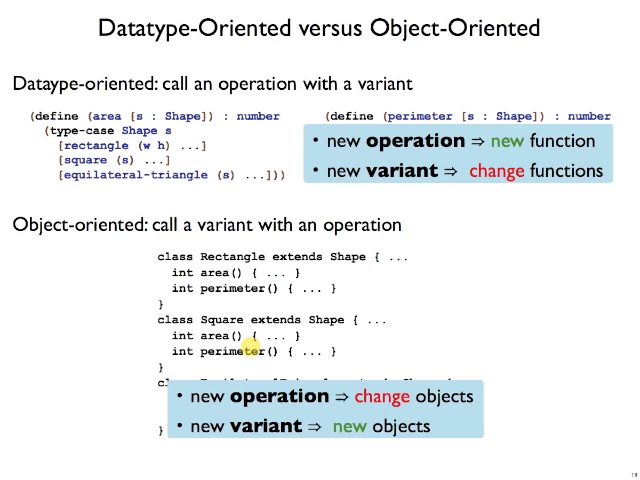 Datatype-Oriented versus Object-Oriented
Dataype-oriented: call an operation with a variant
(define (area [s : Shape]) : number
(type-case Shape s
[rectangle (w h) ...]
[square (s) ...]
[equilateral-triangle (s) ...]))
(define (perimeter [s : Shape]) : number
• new operation ⇒ new function
• new variant ⇒ change functions
Object-oriented: call a variant with an operation
class Rectangle extends Shape { ...
int area() { ... }
int perimeter() { ... }
}
class Square extends Shape { ...
int area() { ... }
int perimeter() { ... }
}
• new operation ⇒ change objects
• new variant ⇒ new objects
}
18